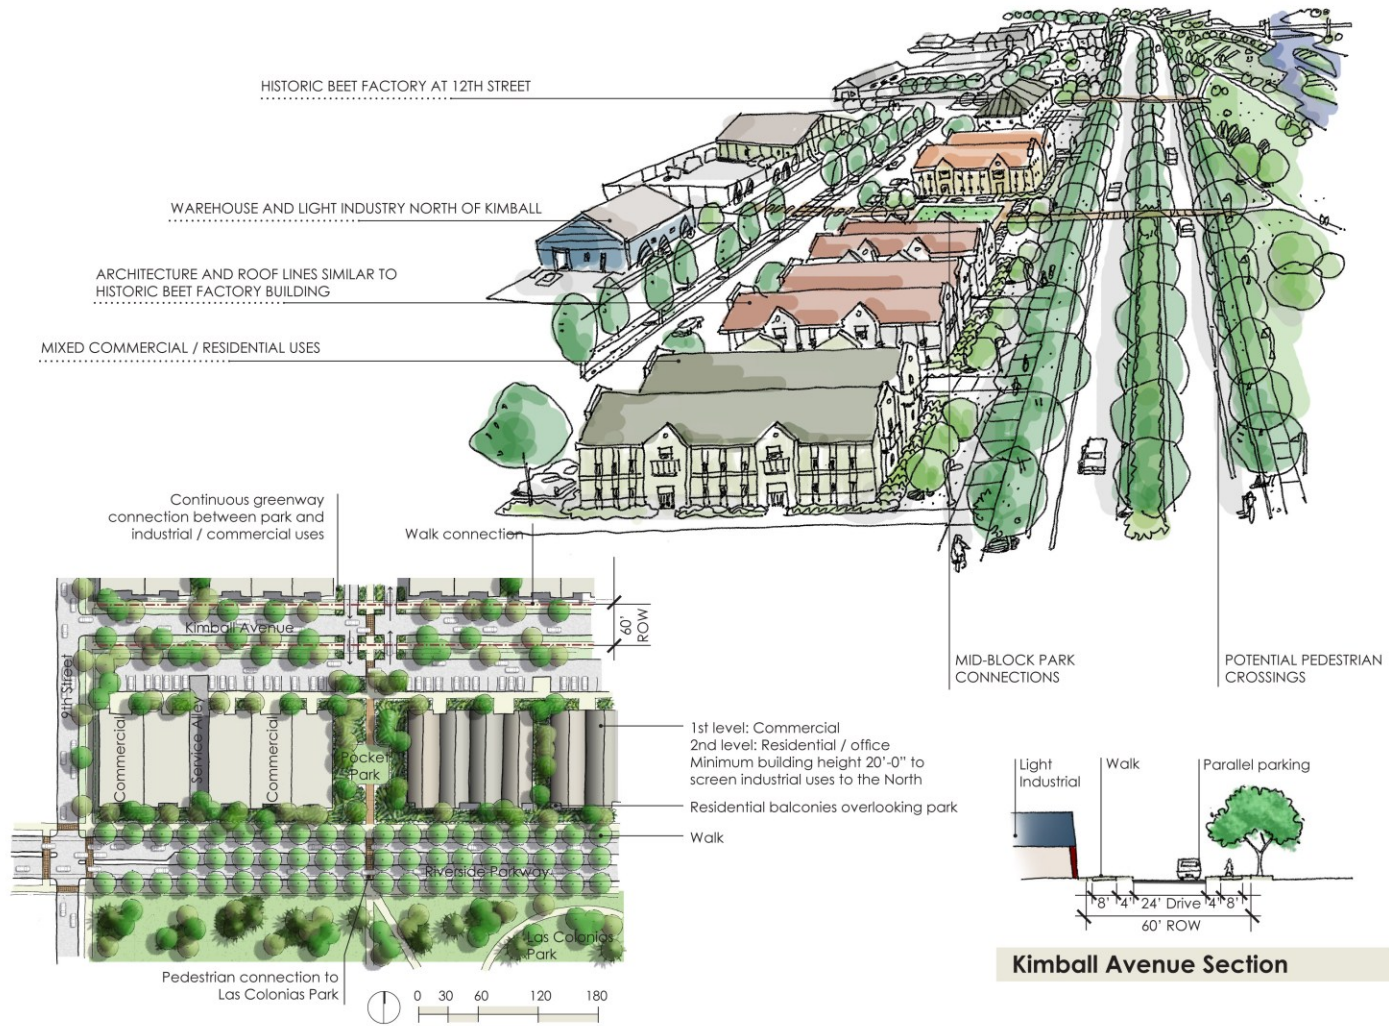 HISTORIC BEET FACTORY AT 12TH STREET
WAREHOUSE AND LIGHT INDUSTRY NORTH OF KIMBALL
ARCHITECTURE AND ROOF LINES SIMILAR TO
HISTORIC BEET FACTORY BUILDING
MIXED COMMERCIAL / RESIDENTIAL USES
Continuous greenway
connection between park and
industrial / commercial uses
Walk connection
Kimball Avenue
60'
ROW
9th Street
Commercial
Service Alley
Commercial
Pocket
Park
Riverside Parkway
Las Colonias
Park
1st level: Commercial
2nd level: Residential / office
Minimum building height 20'-0" to
screen industrial uses to the North
Residential balconies overlooking park
Walk
Pedestrian connection to
Las Colonias Park
0 30 60 120 180
MID-BLOCK PARK
CONNECTIONS
POTENTIAL PEDESTRIAN
CROSSINGS
Light
Industrial
Walk
Parallel parking
8' 4' 24' Drive 4' 8'
60' ROW
Kimball Avenue Section